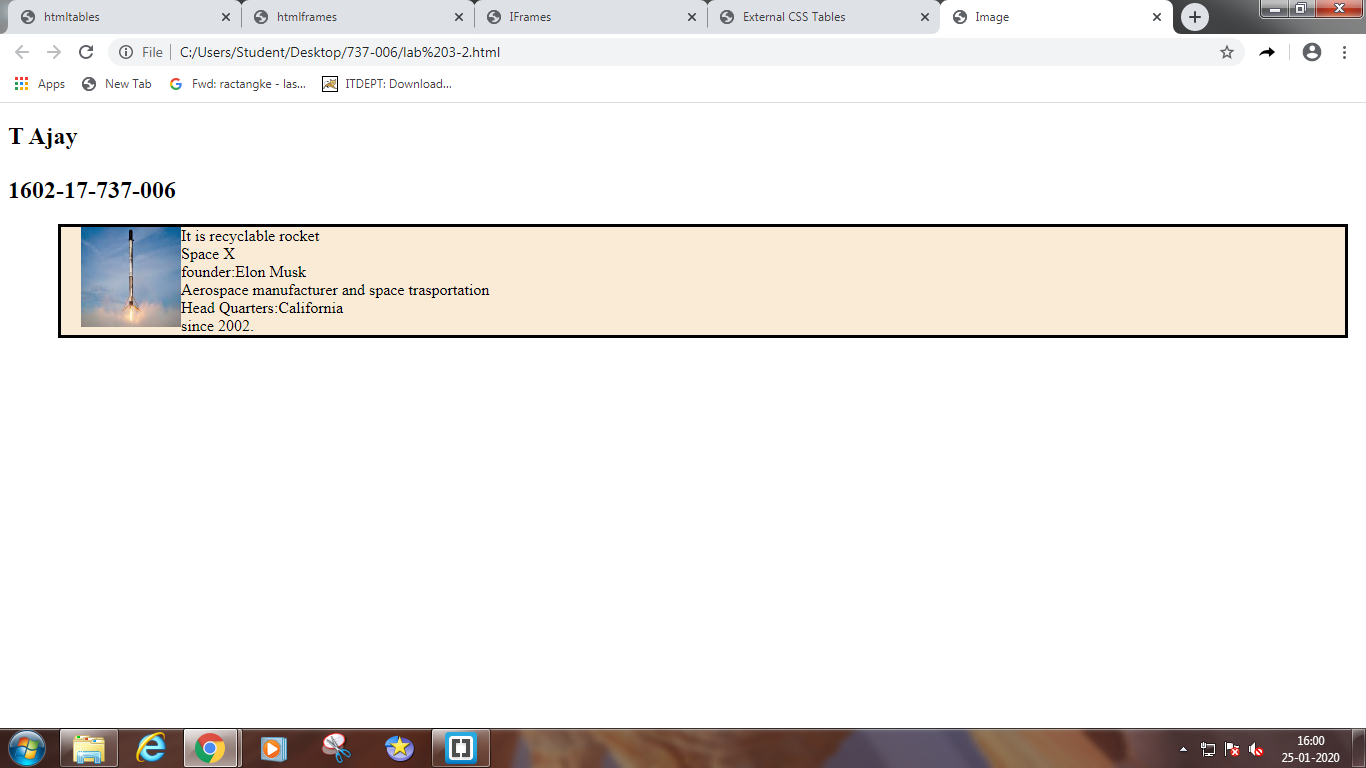 htmltables
htmlframes
IFrames
External CSS Tables
Image
File
C:/Users/Student/Desktop/737-006/lab%203-2.html
Apps
New Tab
Fwd: ractangke - las...
ITDEPT: Download...
T Ajay
1602-17-737-006
It is recyclable rocket
Space X
founder:Elon Musk
Aerospace manufacturer and space trasportation
Head Quarters:California
since 2002.
16:00
25-01-2020